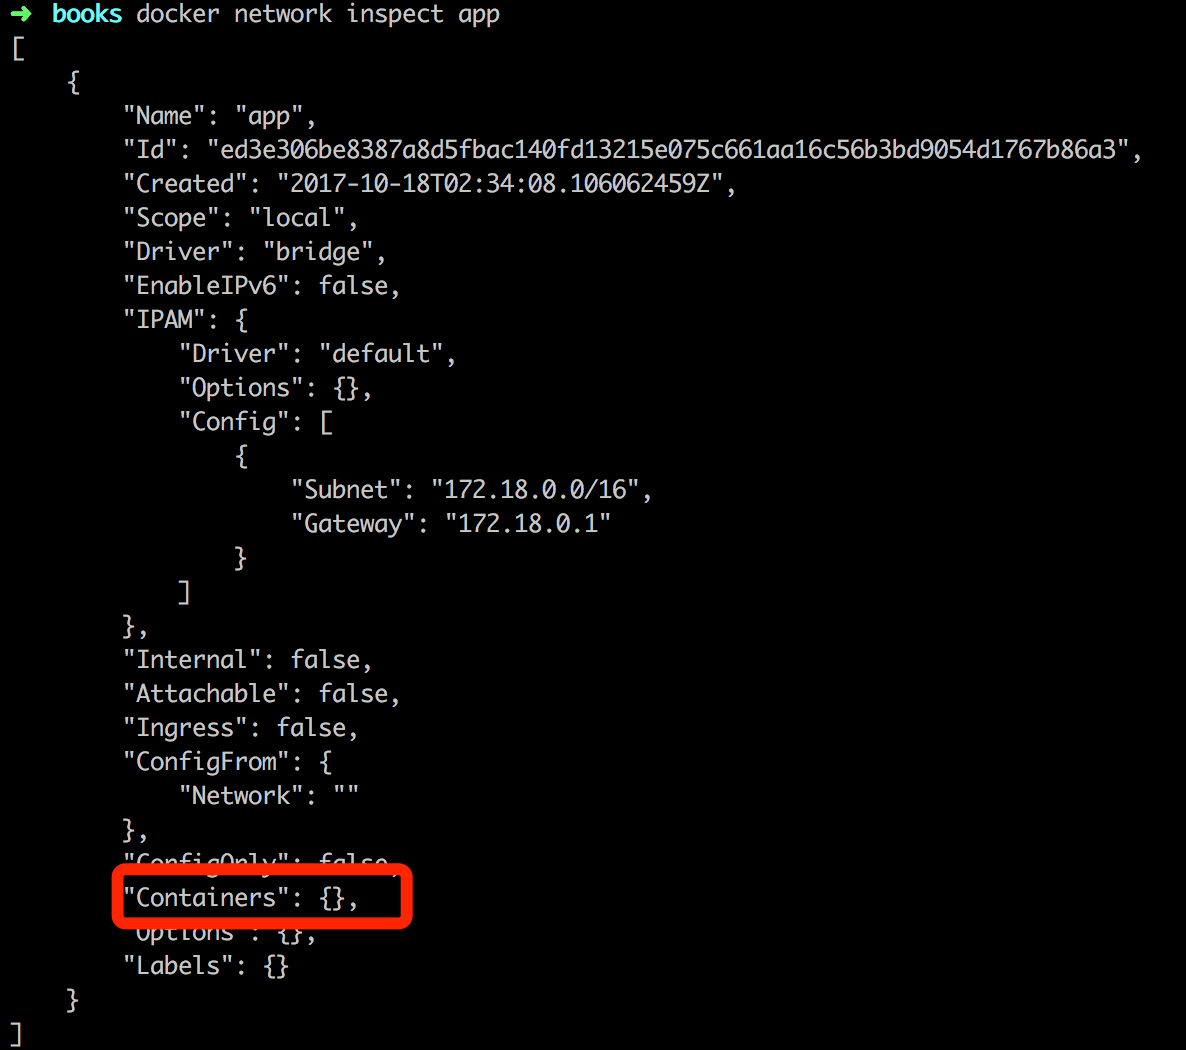 ➜ books docker network inspect app
[
    {
        "Name": "app",
        "Id": "ed3e306be8387a8d5fbac140fd13215e075c661aa16c56b3bd9054d1767b86a3",
        "Created": "2017-10-18T02:34:08.106062459Z",
        "Scope": "local",
        "Driver": "bridge",
        "EnableIPv6": false,
        "IPAM": {
            "Driver": "default",
            "Options": {},
            "Config": [
                {
                    "Subnet": "172.18.0.0/16",
                    "Gateway": "172.18.0.1"
                }
            ]
        },
        "Internal": false,
        "Attachable": false,
        "Ingress": false,
        "ConfigFrom": {
            "Network": ""
        },
        "ConfigOnly": false,
        "Containers": {},
        "Options": {},
        "Labels": {}
    }
]